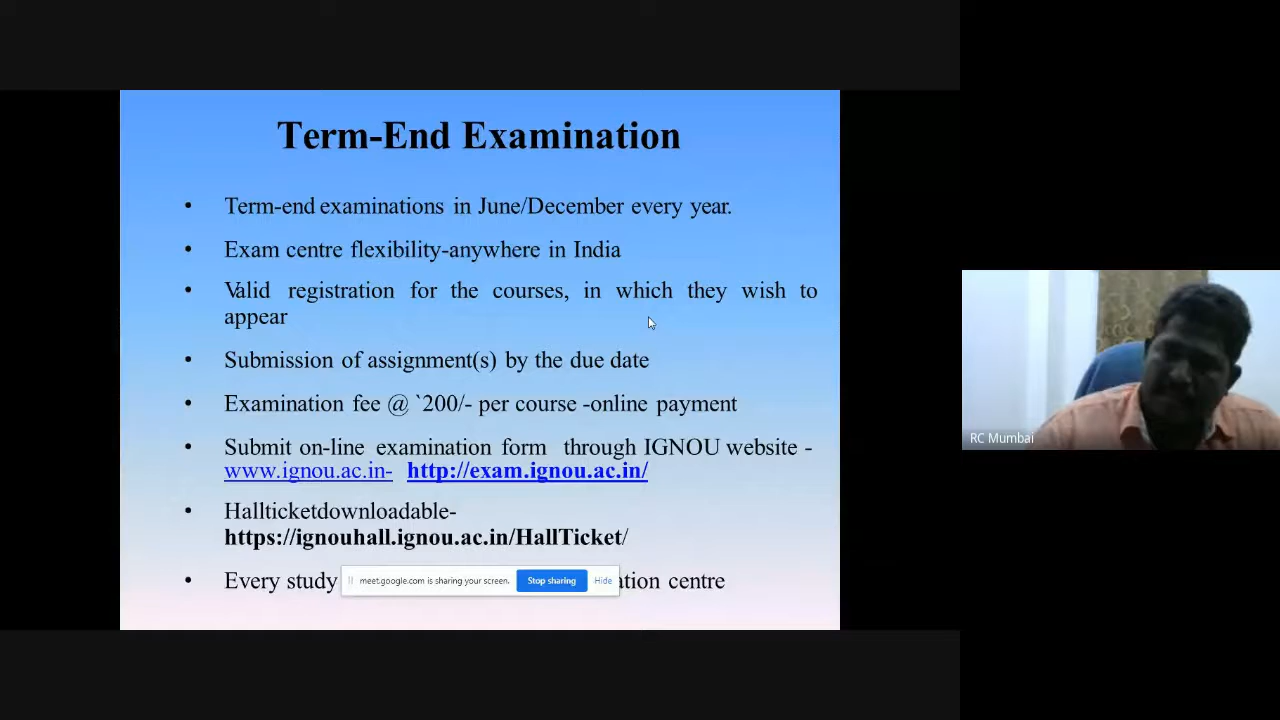 Term-End Examination
• Term-end examinations in June/December every year.
• Exam centre flexibility-anywhere in India
• Valid registration for the courses, in which they wish to
appear
• Submission of assignment(s) by the due date
• Examination fee @ `200/- per course -online payment
• Submit on-line examination form through IGNOU website -
www.ignou.ac.in- http://exam.ignou.ac.in/
• Hallticketdownloadable-
https://ignouhall.ignou.ac.in/HallTicket/
• Every study centre
meet.google.com is sharing your screen. Stop sharing Hide
RC Mumbai